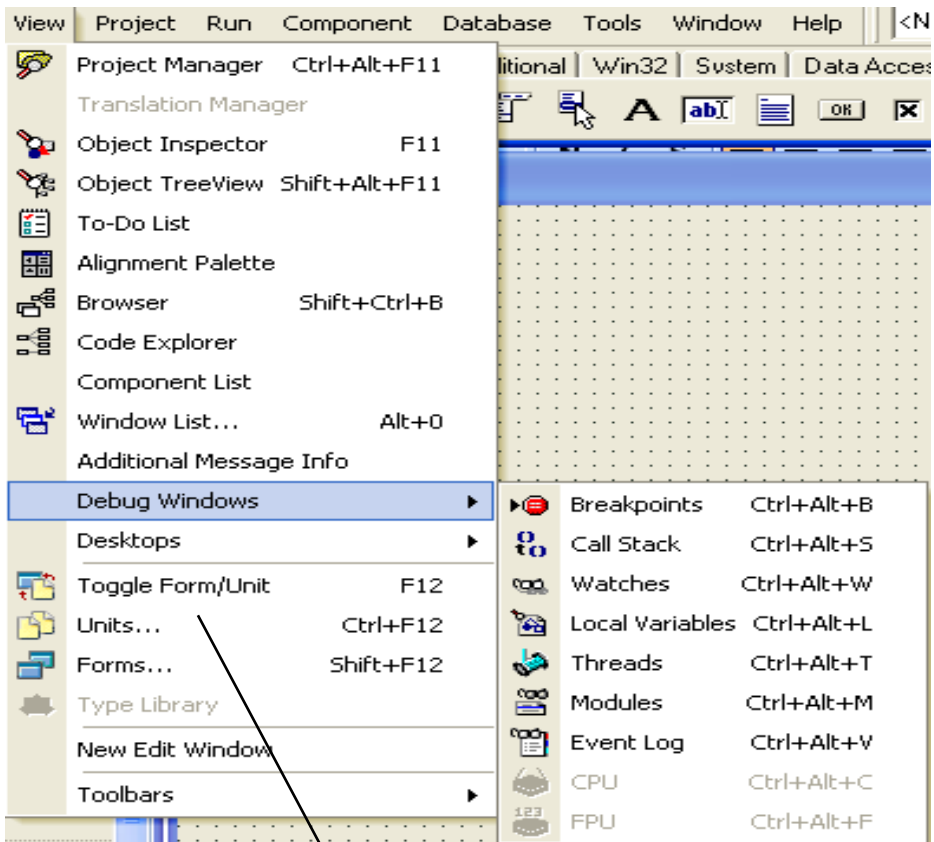 View Project Run Component Database Tools Window Help <N
litional Win32 System Data Acces
Project Manager Ctrl+Alt+F11
Translation Manager
A ab OK
Object Inspector F11
Object TreeView Shift+Alt+F11
To-Do List
Alignment Palette
Browser Shift+Ctrl+B
Code Explorer
Component List
Window List... Alt+0
Additional Message Info
Debug Windows
Desktops
Toggle Form/Unit F12
Units... Ctrl+F12
Forms... Shift+F12
Type Library
New Edit Window
Toolbars
Breakpoints Ctrl+Alt+B
Call Stack Ctrl+Alt+S
Watches Ctrl+Alt+W
Local Variables Ctrl+Alt+L
Threads Ctrl+Alt+T
Modules Ctrl+Alt+M
Event Log Ctrl+Alt+V
CPU Ctrl+Alt+C
123 FPU Ctrl+Alt+F